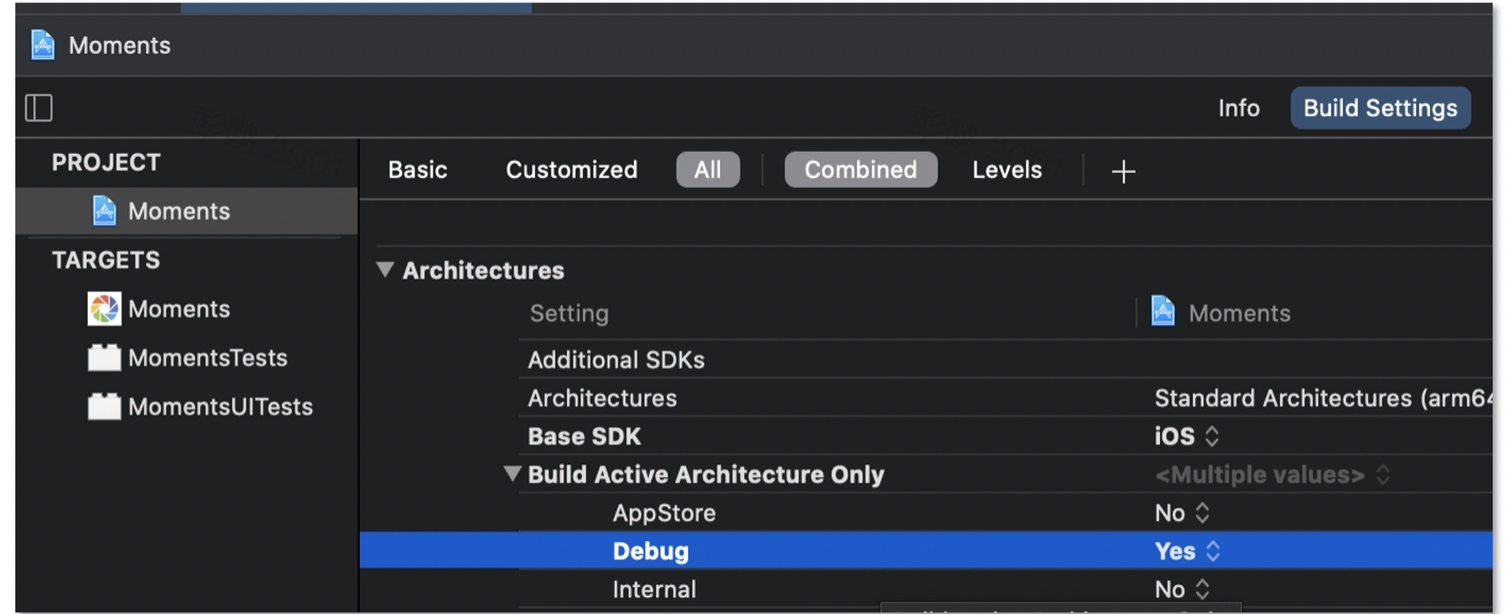 Moments
Info Build Settings
PROJECT
Moments
TARGETS
Moments
MomentsTests
MomentsUITests
Basic Customized All Combined Levels +
Architectures
Setting Moments
Additional SDKs
Architectures Standard Architectures (arm64
Base SDK iOS
Build Active Architecture Only <Multiple values>
AppStore No
Debug Yes
Internal No